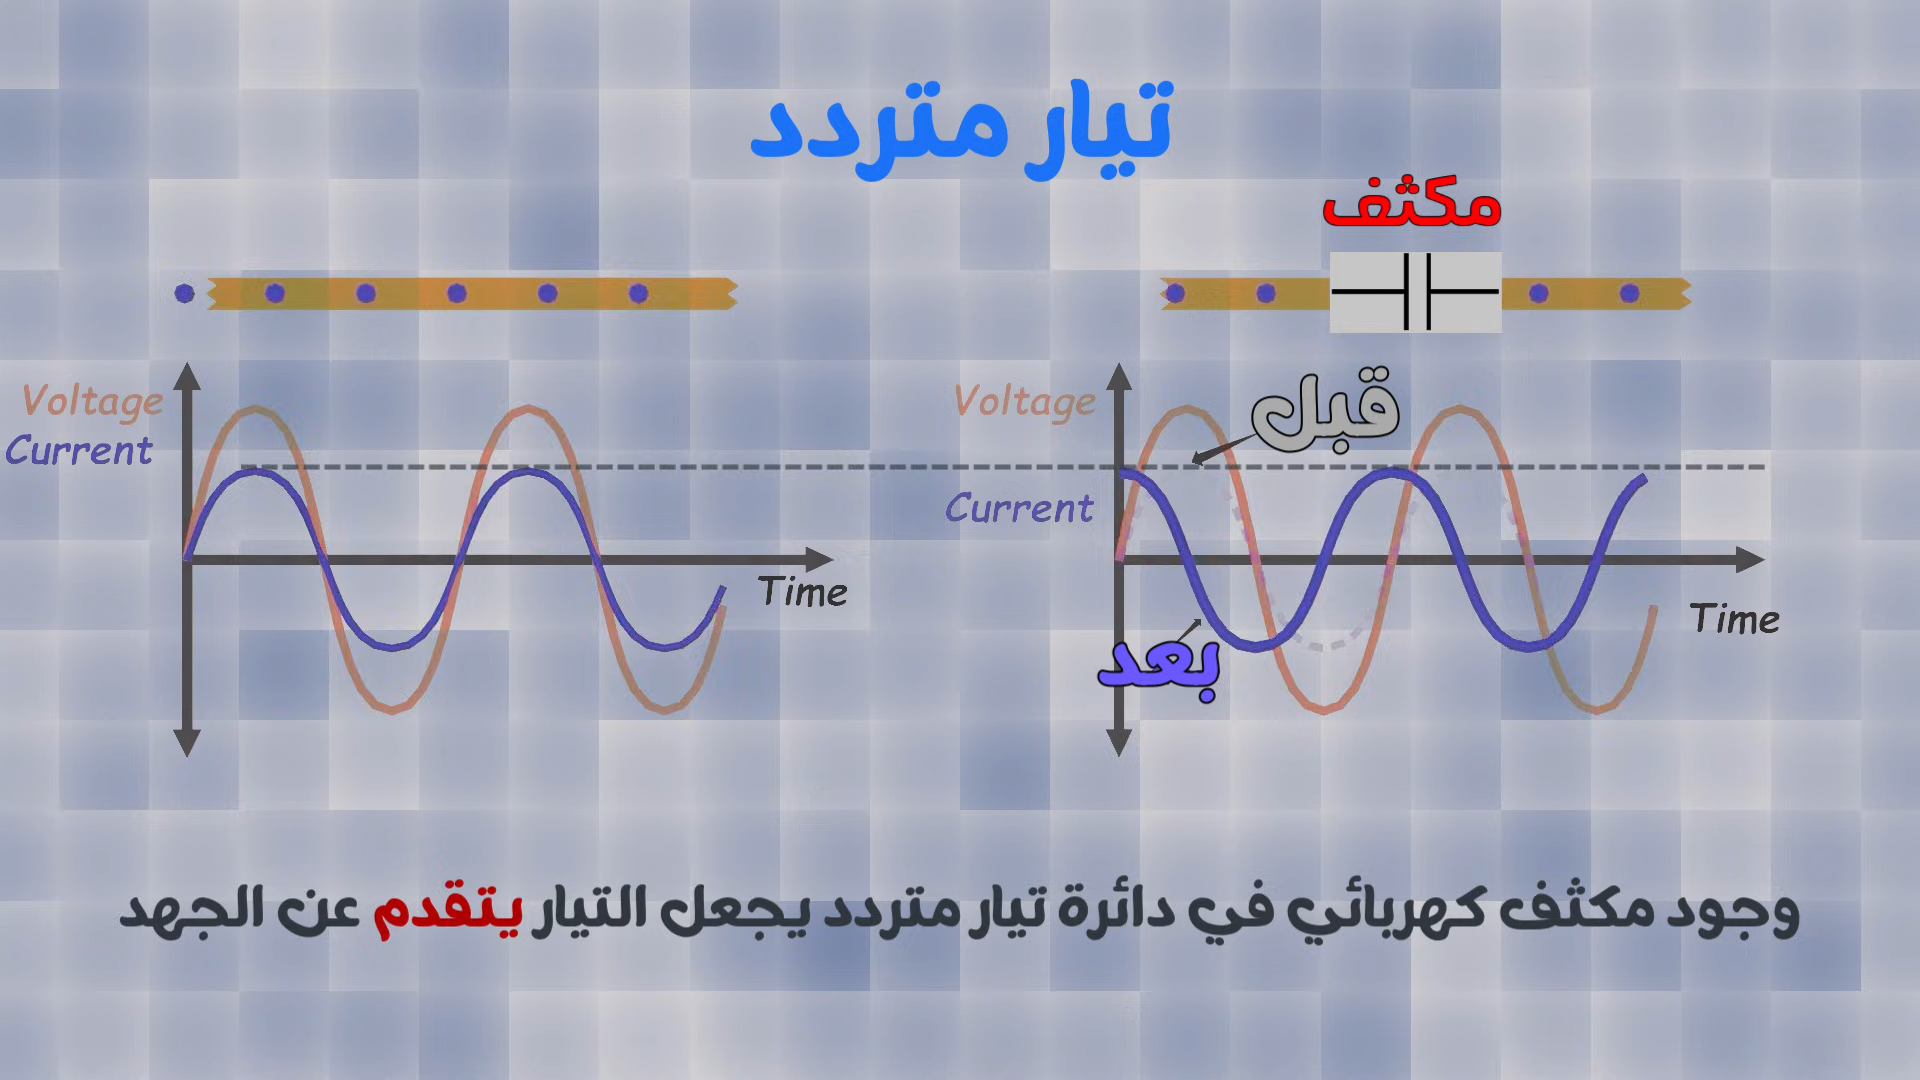 تيار متردد
مكثف
Voltage
Current
Time
Voltage
قبل
Current
Time
بعد
وجود مكثف كهربائي في دائرة تيار متردد يجعل التيار يتقدم عن الجهد